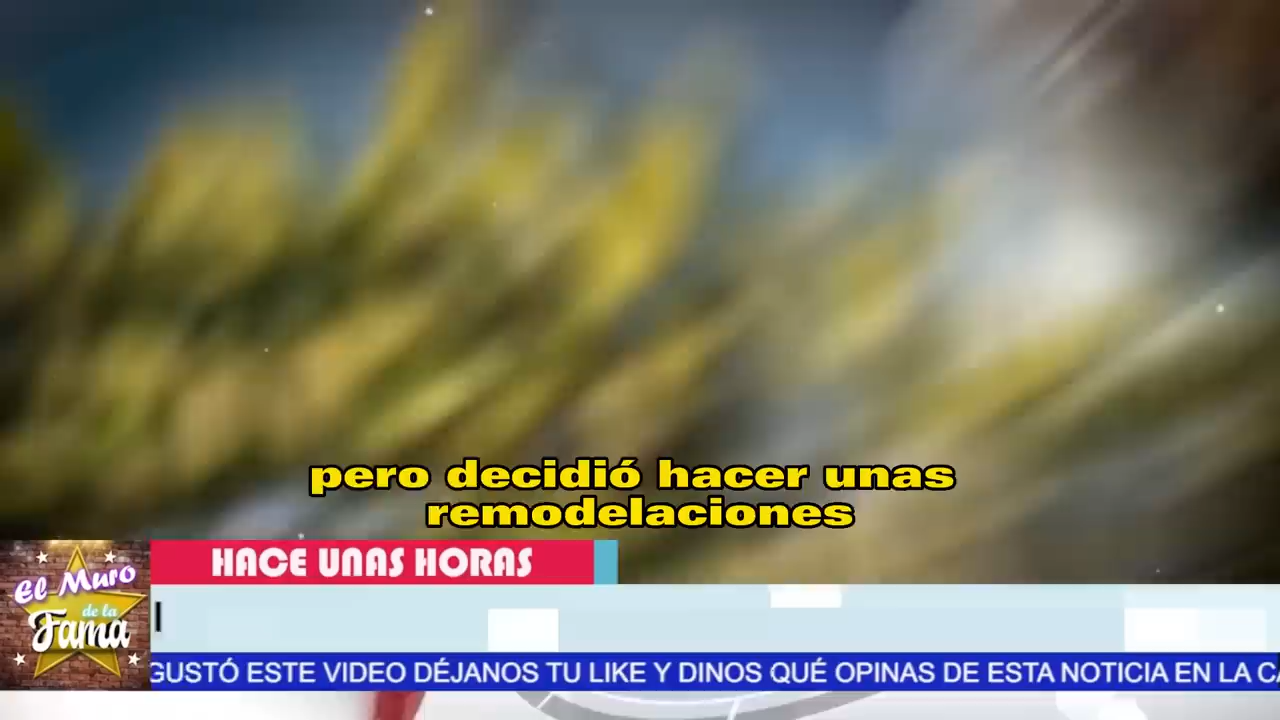 pero decidió hacer unas
remodelaciones
HACE UNAS HORAS
El Muro
de la
Fama
GUSTÓ ESTE VIDEO DÉJANOS TU LIKE Y DINOS QUÉ OPINAS DE ESTA NOTICIA EN LA